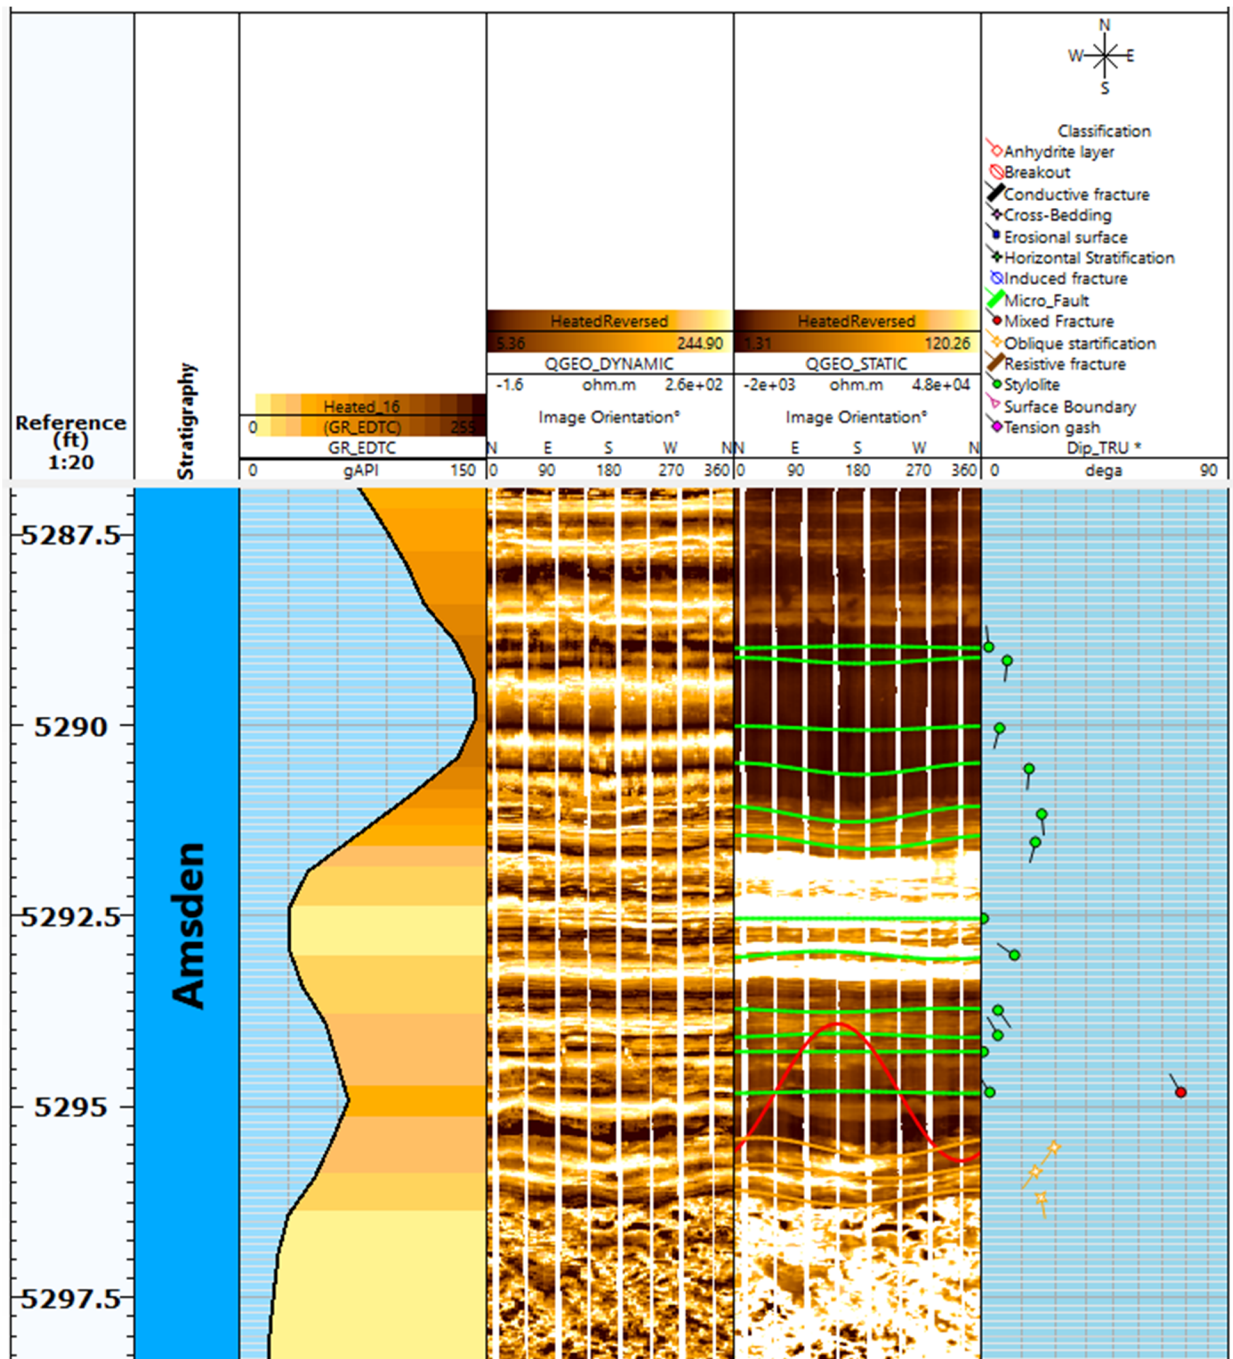 N
W E
S
Classification
Anhydrite layer
Breakout
Conductive fracture
Cross-Bedding
Erosional surface
Horizontal Stratification
Induced fracture
Micro_Fault
Mixed Fracture
Oblique startification
Resistive fracture
Stylolite
Surface Boundary
Tension gash
Dip_TRU *
0 dega 90
HeatedReversed
5.36 244.90
QGEO_DYNAMIC
-1.6 ohm.m 2.6e+02
Image Orientation°
N E S W N
0 90 180 270 360
HeatedReversed
1.31 120.26
QGEO_STATIC
-2e+03 ohm.m 4.8e+04
Image Orientation°
N E S W N
0 90 180 270 360
Heated_16
0 (GR_EDTC) 255
GR_EDTC
0 gAPI 150
Stratigraphy
Reference
(ft)
1:20
5287.5
5290
5292.5
5295
5297.5
Amsden